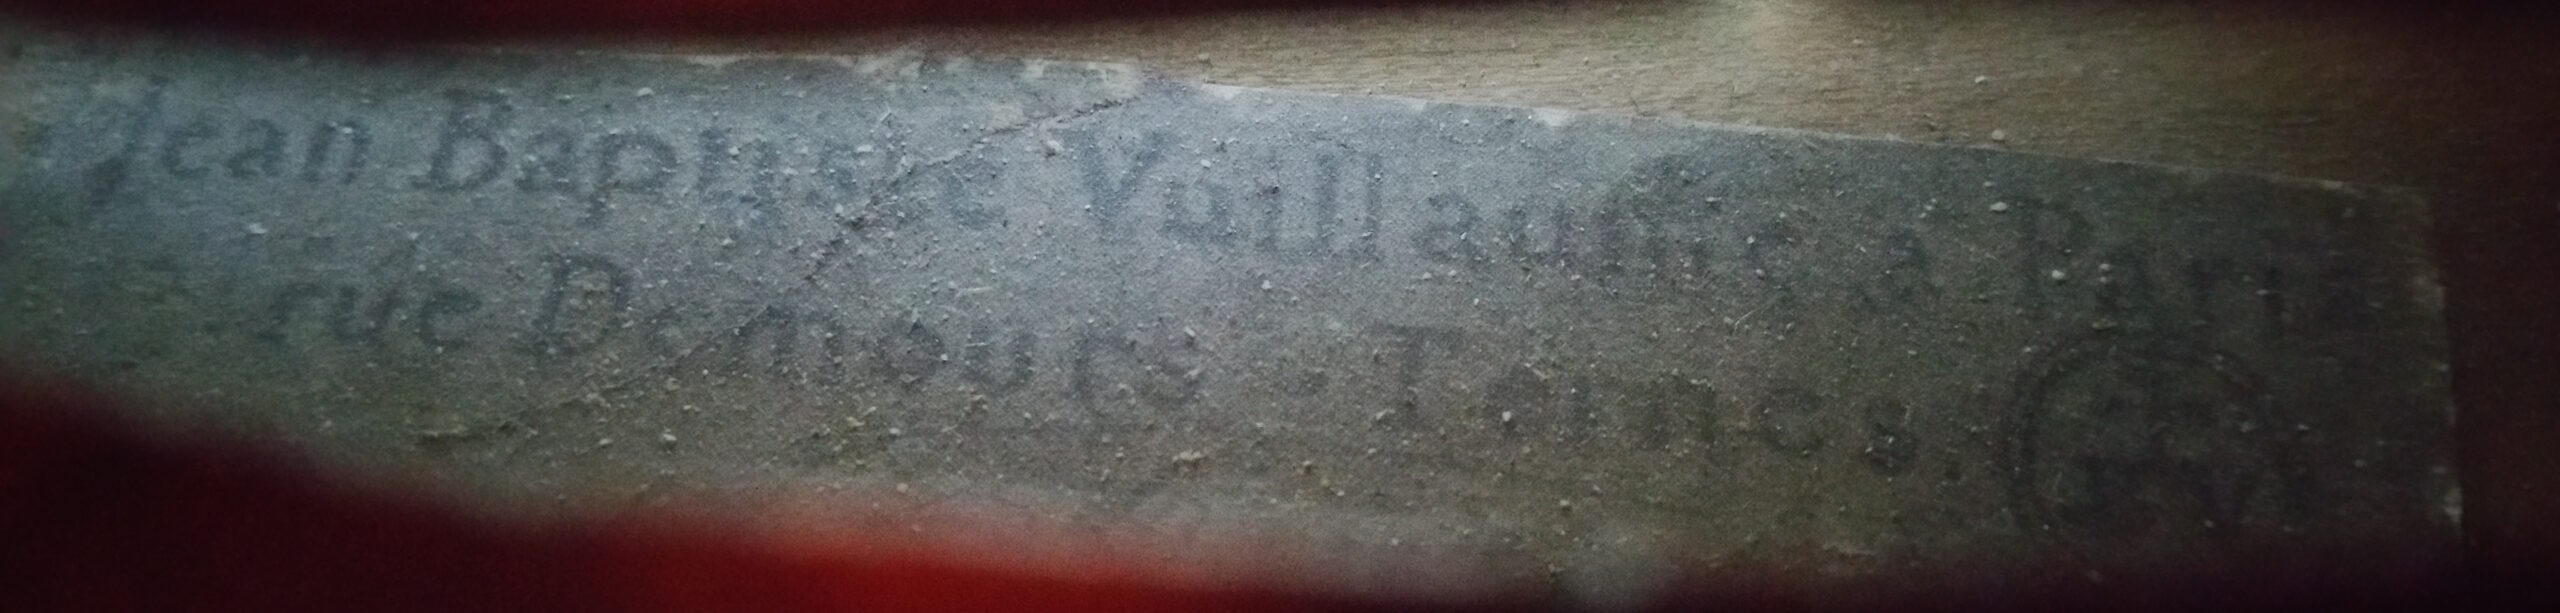 Jean Baptiste Vuillaume à Paris
rue Demours-Ternes